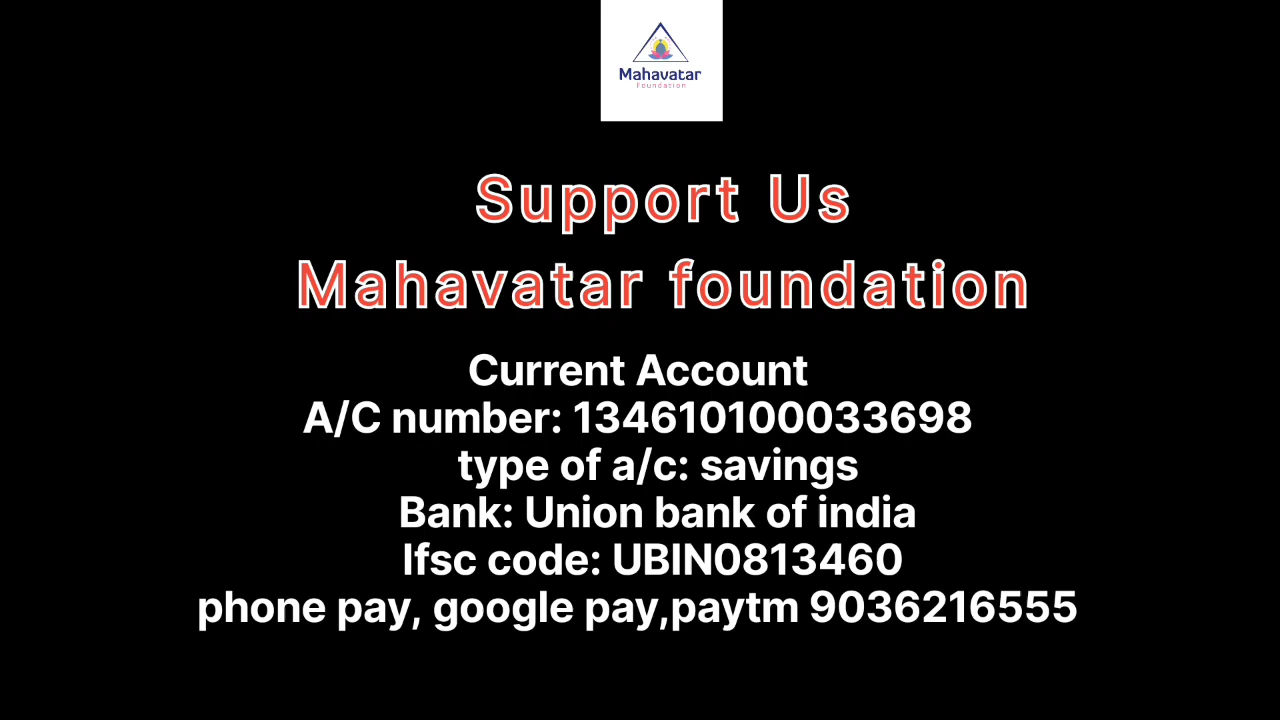 Mahavatar
Foundation
Support Us
Mahavatar foundation
Current Account
A/C number: 134610100033698
type of a/c: savings
Bank: Union bank of india
Ifsc code: UBIN0813460
phone pay, google pay,paytm 9036216555